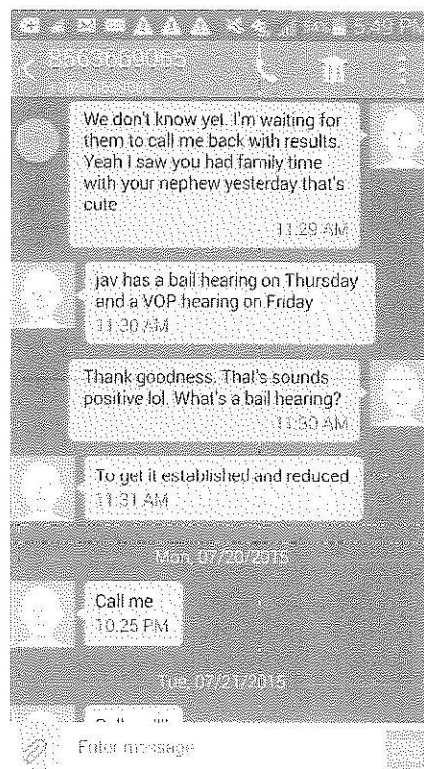 5:49 PM
We don't know yet. I'm waiting for
them to call me back with results.
Yeah I saw you had family time
with your nephew yesterday that's
cute
11:29 AM
jav has a bail hearing on Thursday
and a VOP hearing on Friday
11:30 AM
Thank goodness. That's sounds
positive lol. What's a bail hearing?
11:30 AM
To get it established and reduced
11:31 AM
Mon, 07/20/2015
Call me
10:25 PM
Tue, 07/21/2015
Enter message